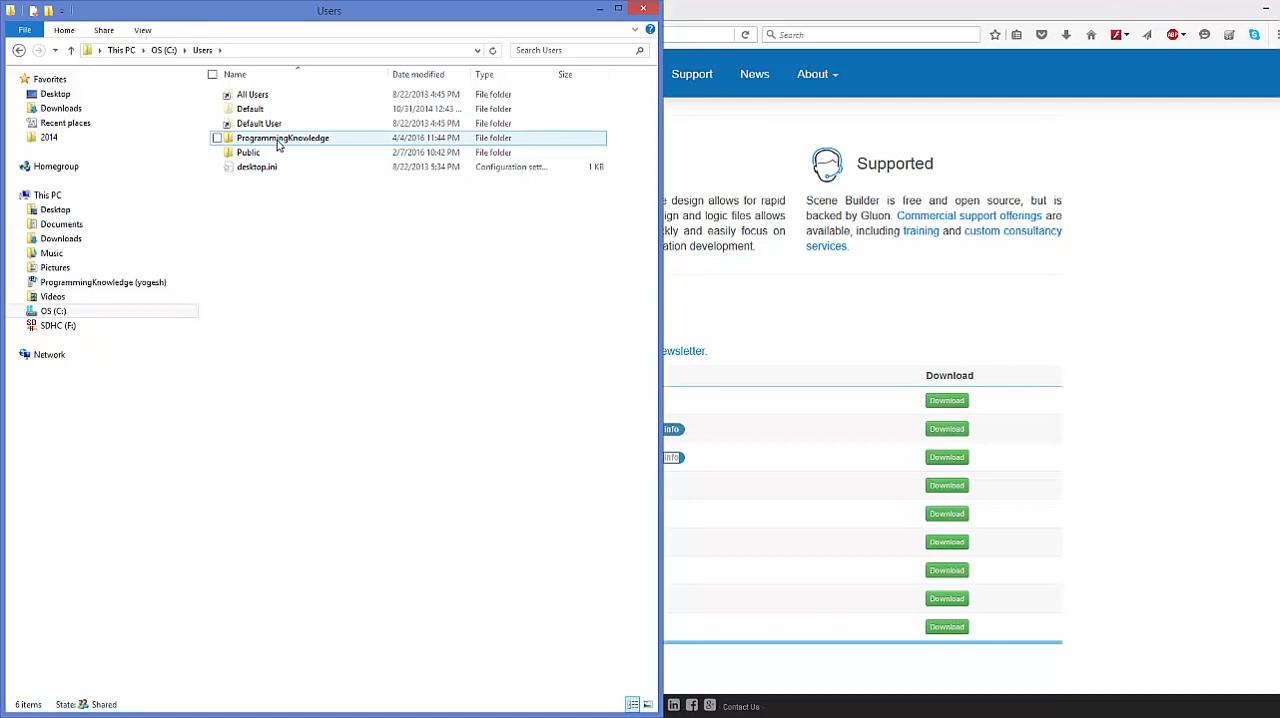 Users
File Home Share View
This PC OS (C:) Users
Search Users
Name Date modified Type Size
All Users 8/22/2013 4:45 PM File folder
Default 10/31/2014 12:43 ... File folder
Default User 8/22/2013 4:45 PM File folder
ProgrammingKnowledge 4/4/2016 11:44 PM File folder
Public 2/7/2016 10:42 PM File folder
desktop.ini 8/22/2013 5:34 PM Configuration sett... 1 KB
Favorites
Desktop
Downloads
Recent places
2014
Homegroup
This PC
Desktop
Documents
Downloads
Music
Pictures
ProgrammingKnowledge (yogesh)
Videos
OS (C:)
SDHC (F:)
Network
6 items State: Shared
Search
ABP
Support News About
Supported
e design allows for rapid
ign and logic files allows
kly and easily focus on
ation development.
Scene Builder is free and open source, but is
backed by Gluon. Commercial support offerings are
available, including training and custom consultancy
services.
ewsletter.
Download
Download
info Download
info Download
Download
Download
Download
Download
Download
Download
Contact Us